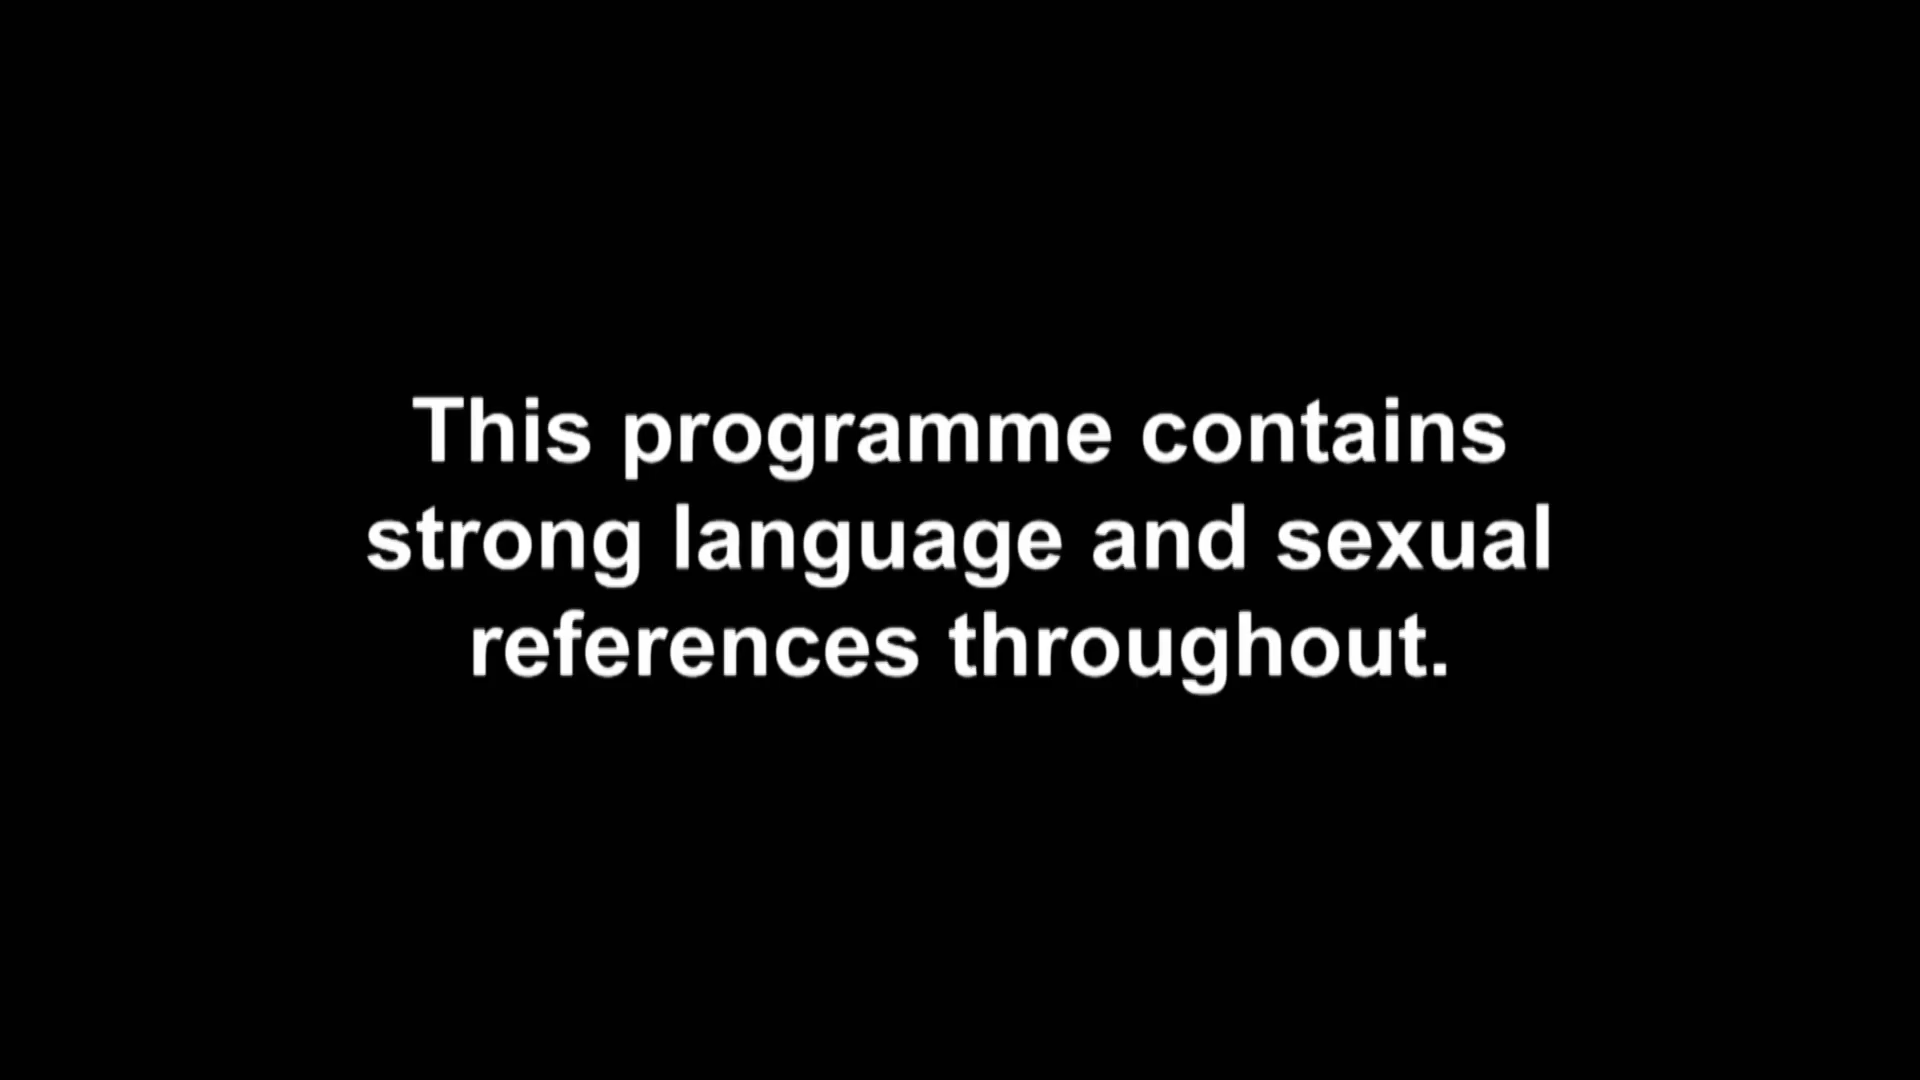 This programme contains
strong language and sexual
references throughout.